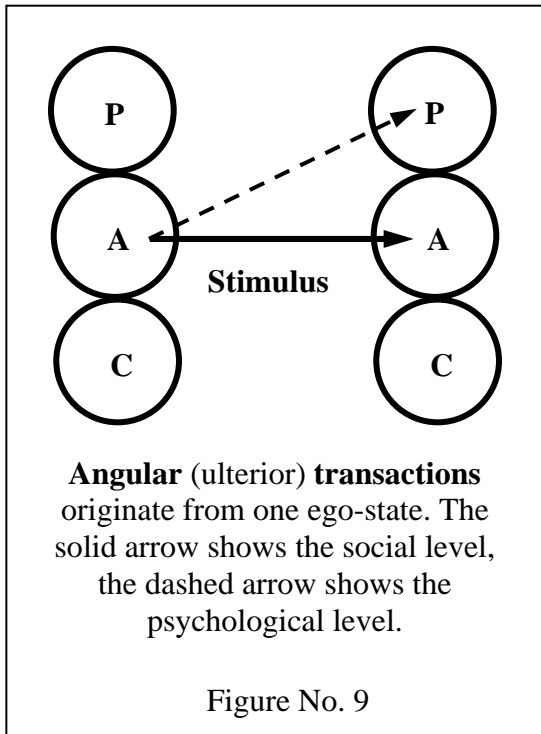 P P
A A
Stimulus
C C
Angular (ulterior) transactions
originate from one ego-state. The
solid arrow shows the social level,
the dashed arrow shows the
psychological level.
Figure No. 9